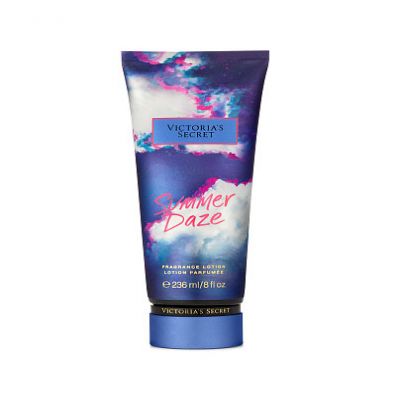 VICTORIA'S
SECRET
Summer
Daze
FRAGRANCE LOTION
LOTION PARFUMÉE
℮ 236 ml/8 fl oz
VICTORIA'S SECRET